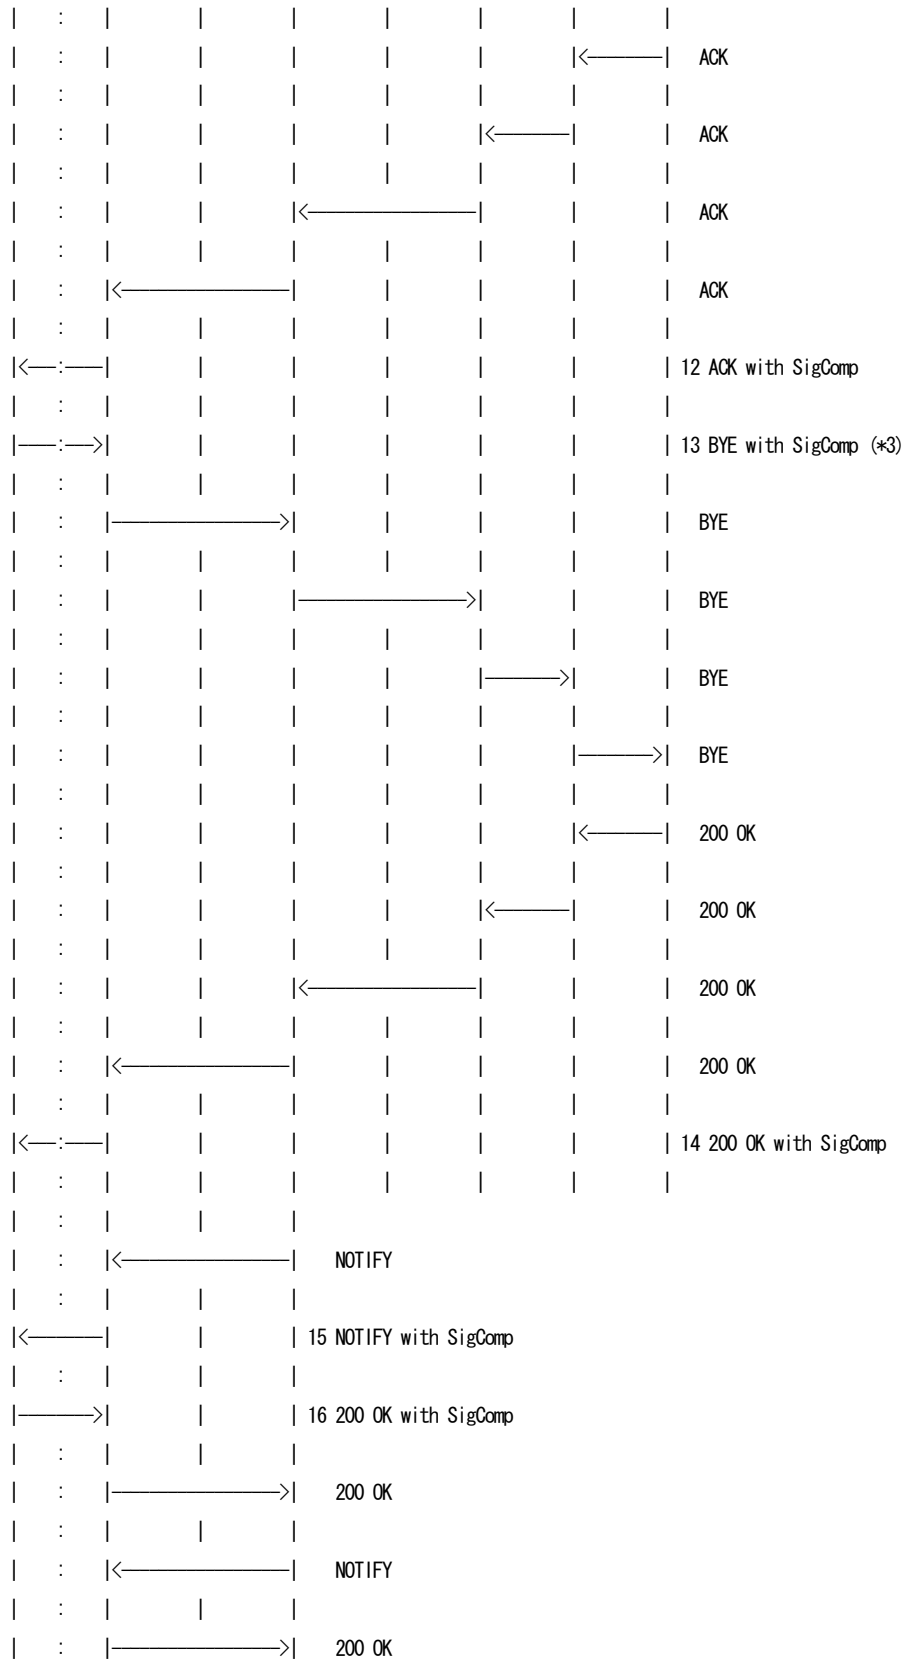 ACK
ACK
ACK
ACK
12 ACK with SigComp
13 BYE with SigComp (*3)
BYE
BYE
BYE
BYE
200 OK
200 OK
200 OK
200 OK
14 200 OK with SigComp
NOTIFY
15 NOTIFY with SigComp
16 200 OK with SigComp
200 OK
NOTIFY
200 OK